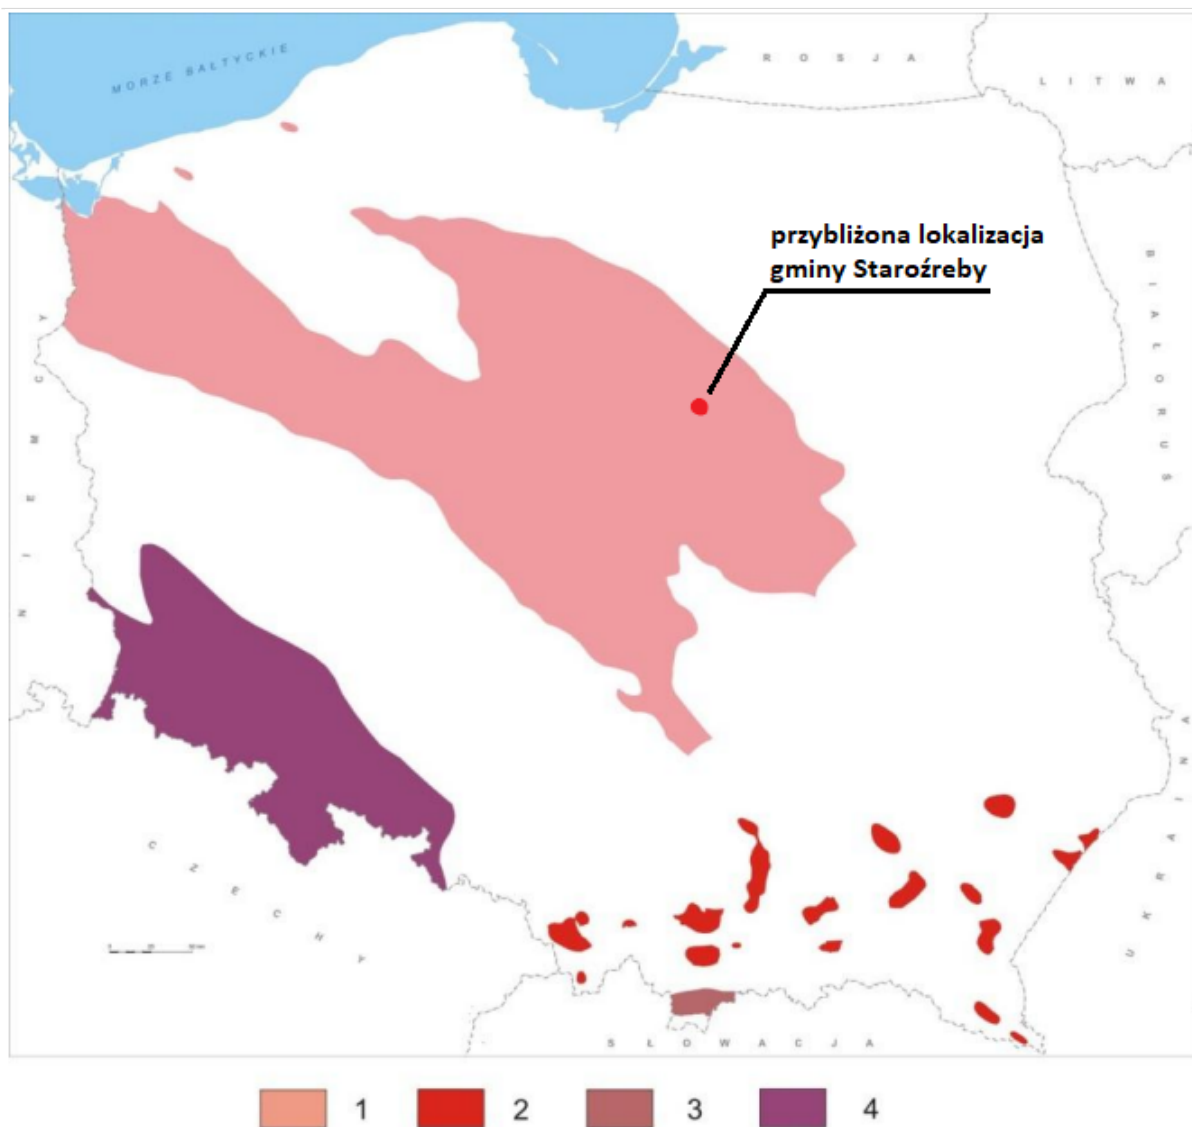 MORZE BAŁTYCKIE
ROSJA
LITWA
przybliżona lokalizacja
gminy Staroźreby
BIAŁORUŚ
NIEMCY
UKRAINA
CZECHY
SŁOWACJA
1 2 3 4